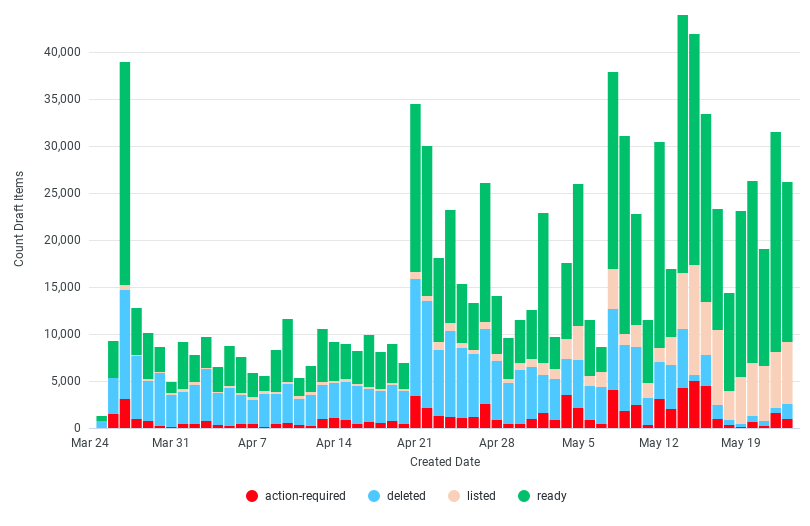 40,000
35,000
30,000
25,000
20,000
15,000
10,000
5,000
0
Count Draft Items
Mar 24 Mar 31 Apr 7 Apr 14 Apr 21 Apr 28 May 5 May 12 May 19
Created Date
action-required deleted listed ready